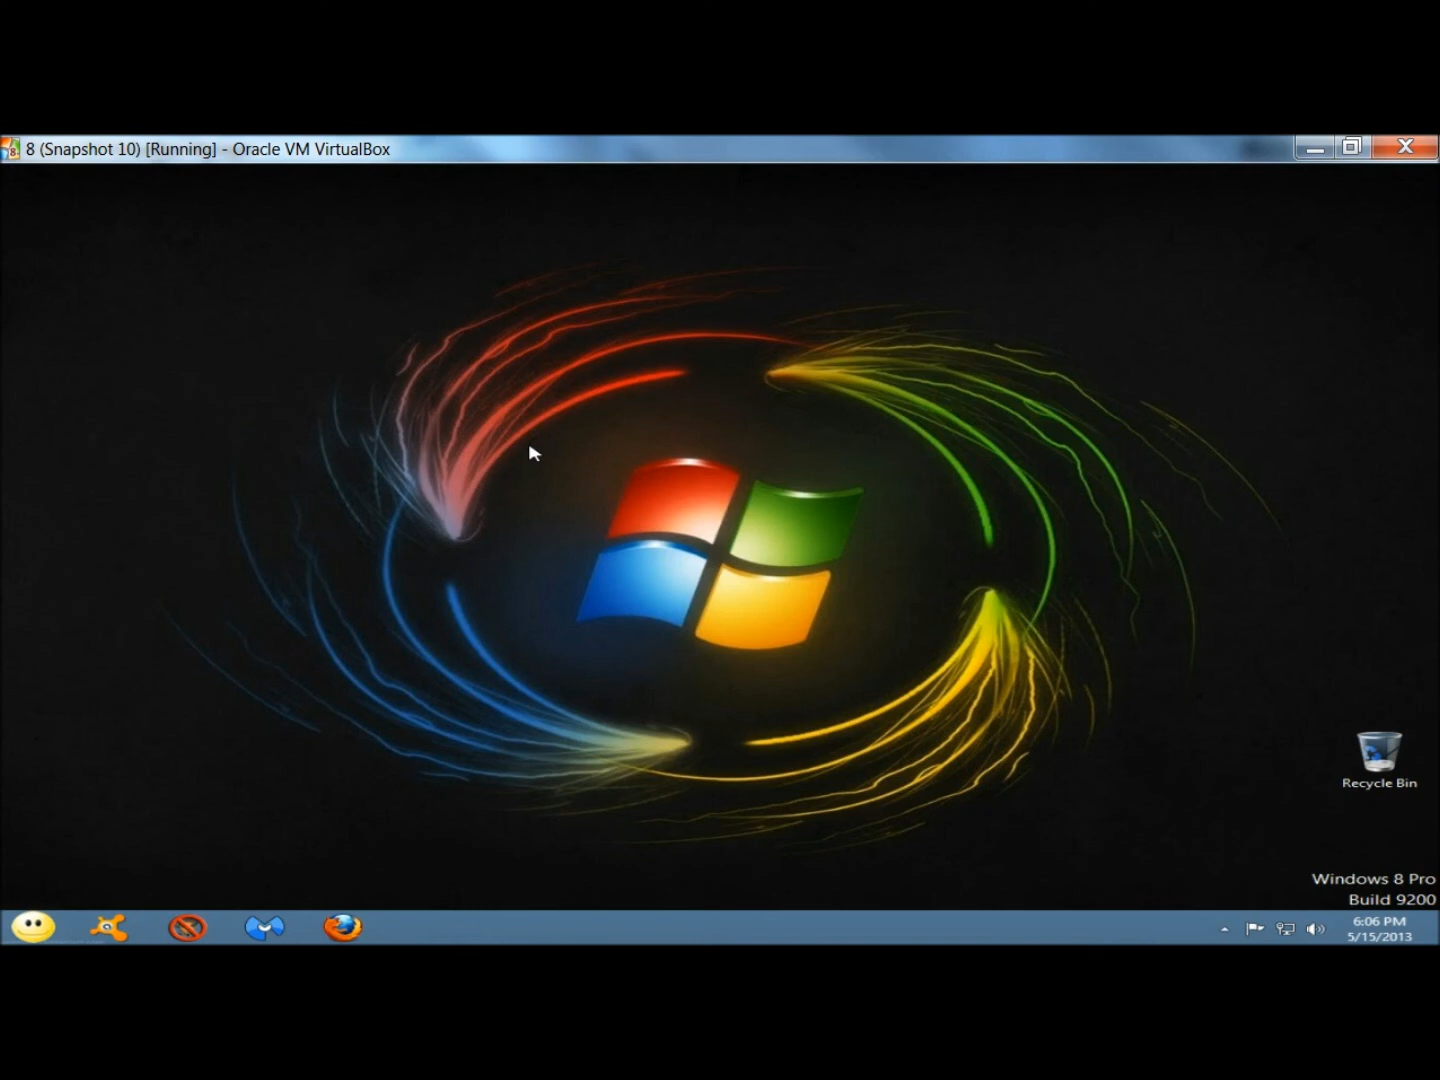 8 (Snapshot 10) [Running] - Oracle VM VirtualBox
Recycle Bin
Windows 8 Pro
Build 9200
6:06 PM
5/15/2013